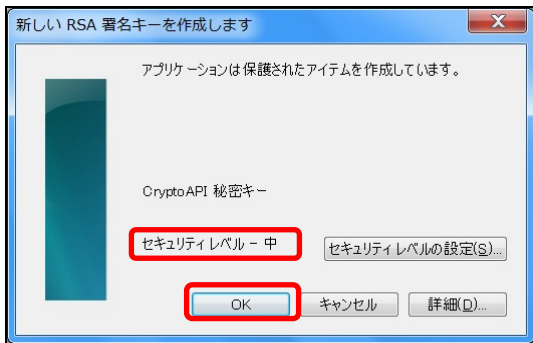 新しい RSA 署名キーを作成します
アプリケーションは保護されたアイテムを作成しています。
CryptoAPI 秘密キー
セキュリティ レベル - 中
セキュリティ レベルの設定(S)...
OK
キャンセル
詳細(D)...